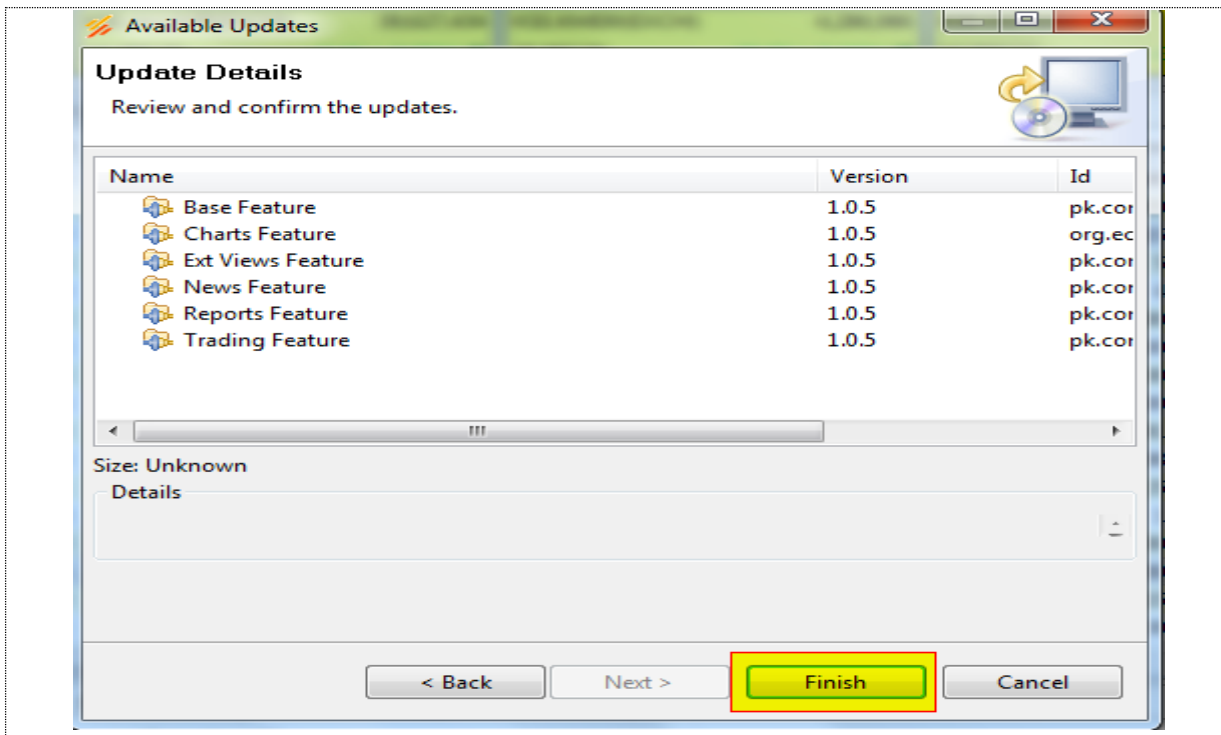 Available Updates
Update Details
Review and confirm the updates.
Name Version Id
Base Feature 1.0.5 pk.cor
Charts Feature 1.0.5 org.ec
Ext Views Feature 1.0.5 pk.cor
News Feature 1.0.5 pk.cor
Reports Feature 1.0.5 pk.cor
Trading Feature 1.0.5 pk.cor
Size: Unknown
Details
< Back Next > Finish Cancel